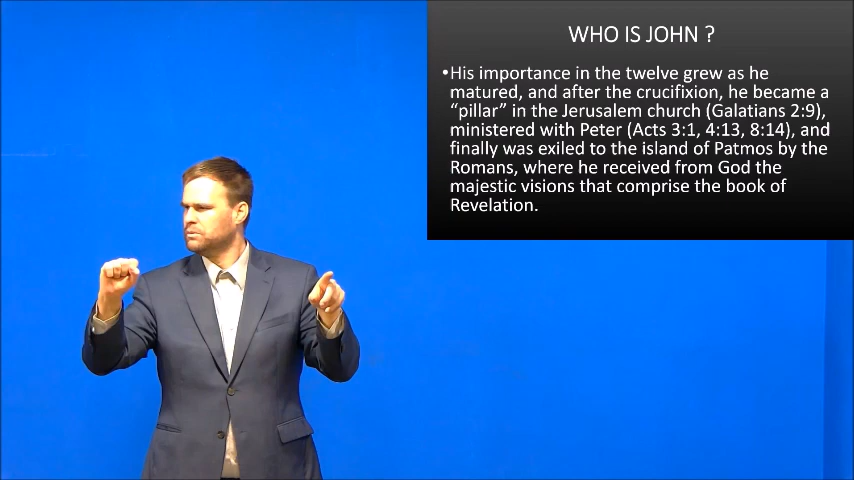 WHO IS JOHN ?
•His importance in the twelve grew as he
matured, and after the crucifixion, he became a
“pillar” in the Jerusalem church (Galatians 2:9),
ministered with Peter (Acts 3:1, 4:13, 8:14), and
finally was exiled to the island of Patmos by the
Romans, where he received from God the
majestic visions that comprise the book of
Revelation.